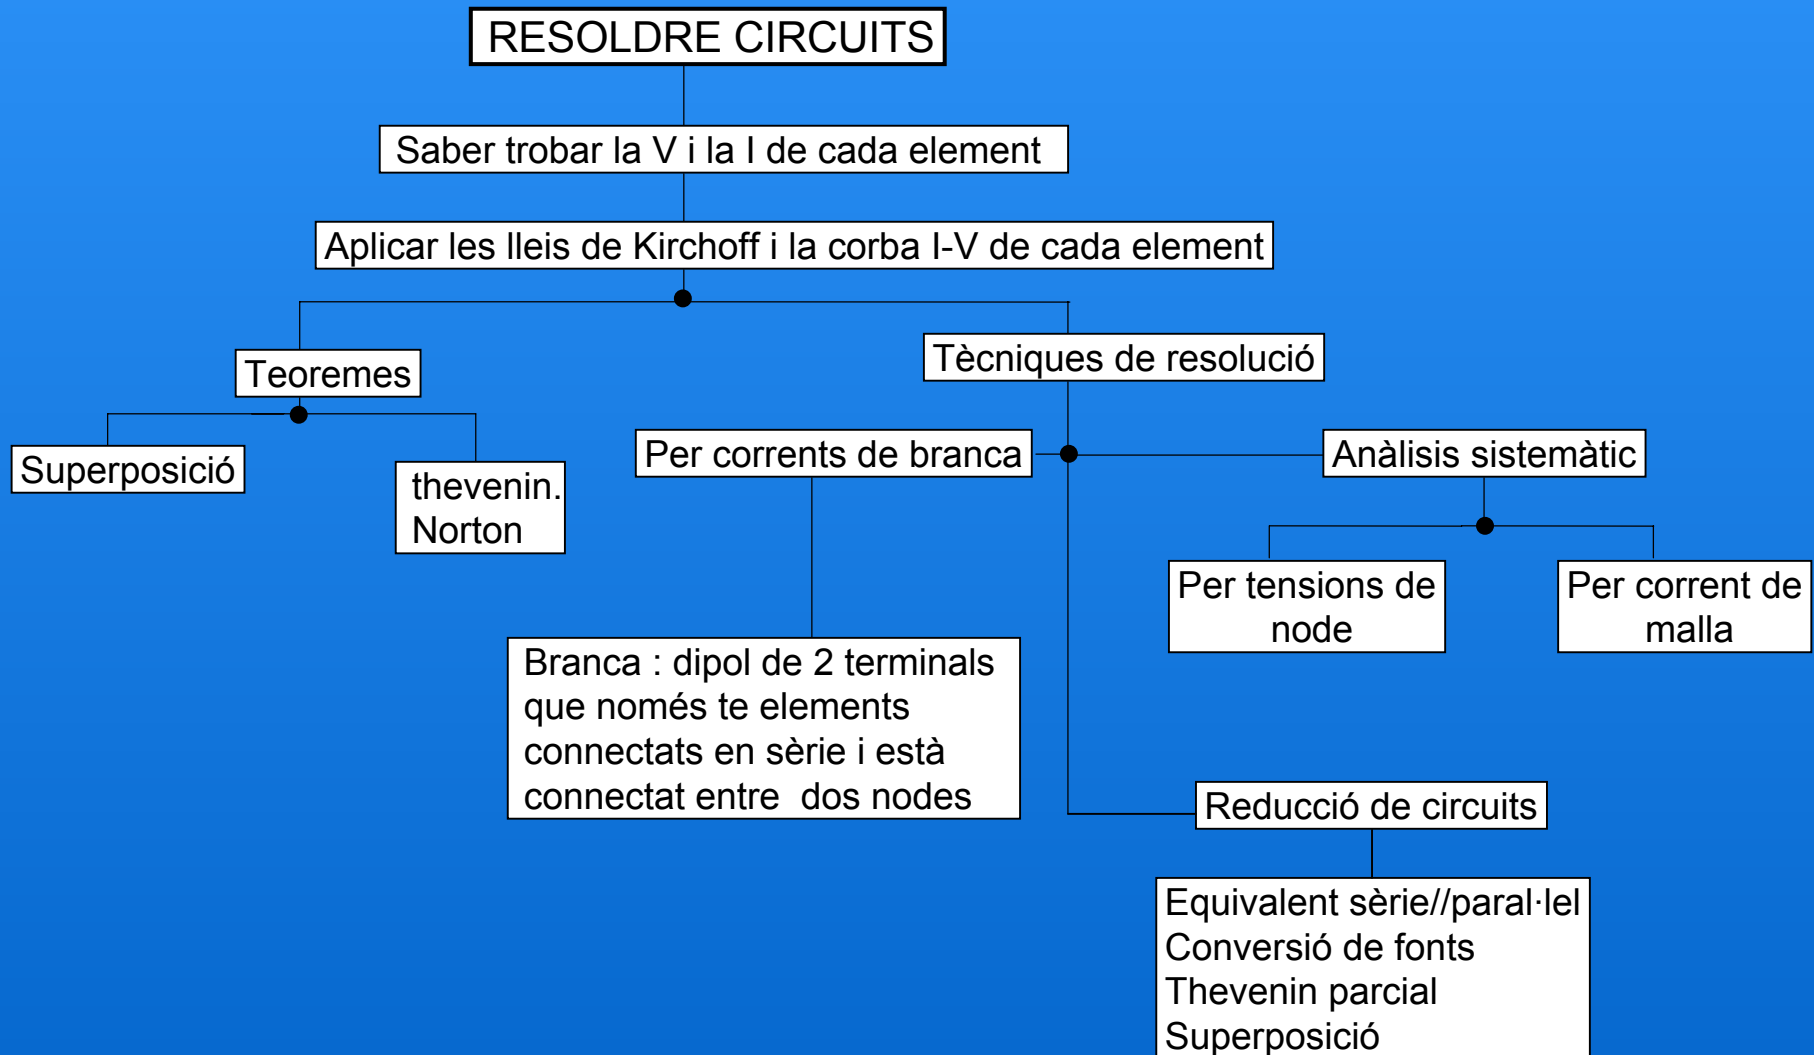 RESOLDRE CIRCUITS
Saber trobar la V i la I de cada element
Aplicar les lleis de Kirchoff i la corba I-V de cada element
Teoremes
Tècniques de resolució
Superposició
thevenin.
Norton
Per corrents de branca
Anàlisis sistemàtic
Per tensions de
node
Per corrent de
malla
Branca : dipol de 2 terminals
que només te elements
connectats en sèrie i està
connectat entre dos nodes
Reducció de circuits
Equivalent sèrie//paral·lel
Conversió de fonts
Thevenin parcial
Superposició